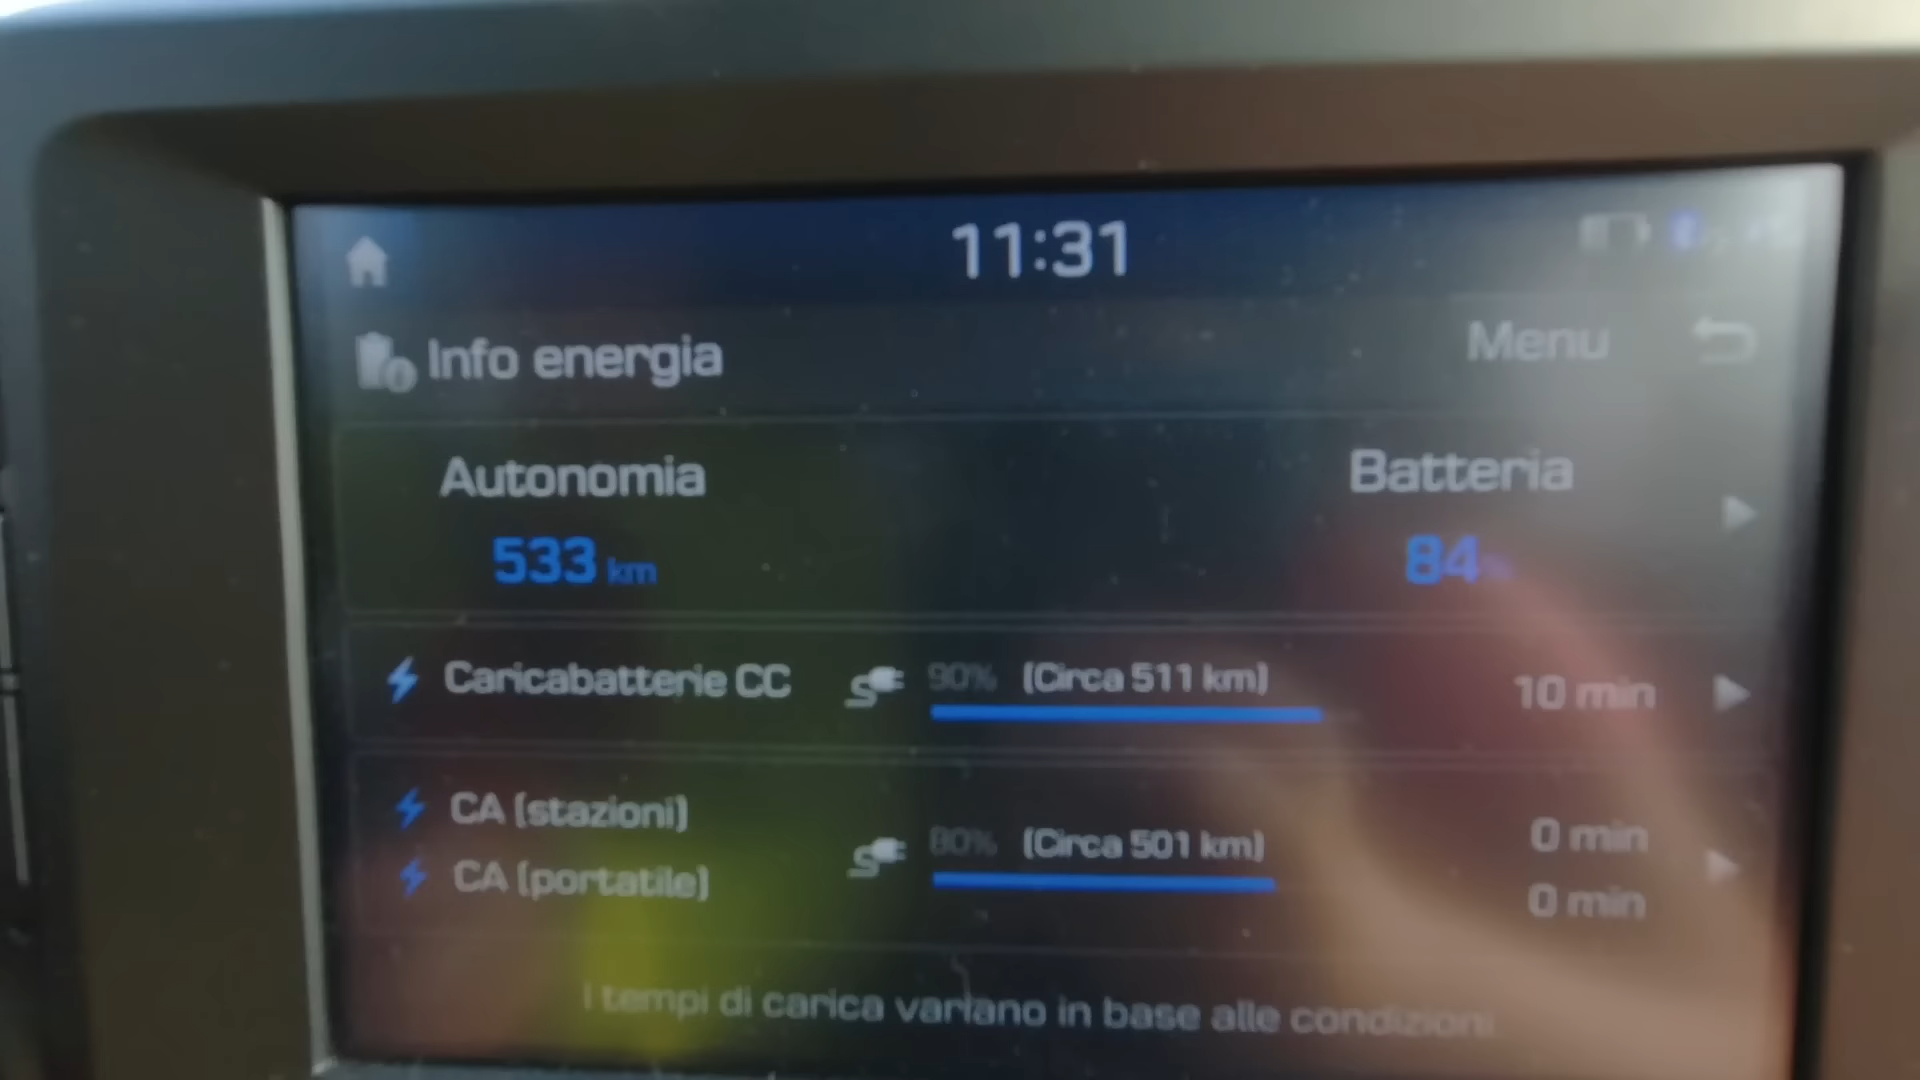 11:31
Info energia
Menu
Autonomia
Batteria
533 km
84
Caricabatterie CC
90% (Circa 511 km)
10 min
CA (stazioni)
CA (portatile)
80% (Circa 501 km)
0 min
0 min
I tempi di carica variano in base alle condizioni